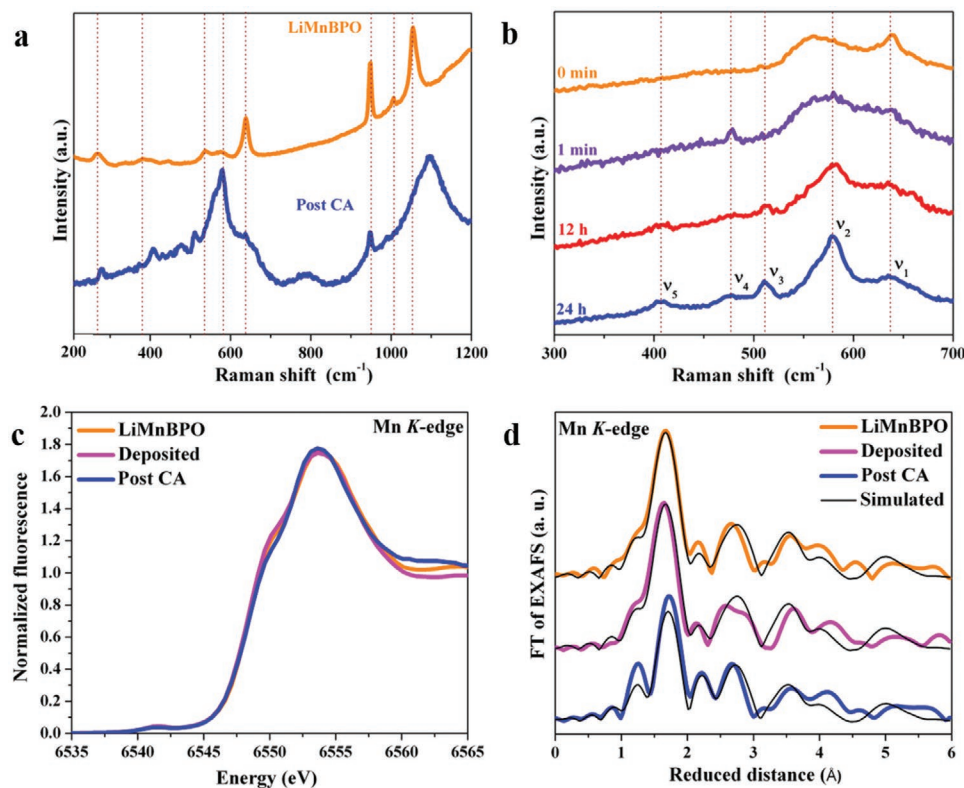 a
LiMnBPO
Post CA
Intensity (a.u.)
200 400 600 800 1000 1200
Raman shift (cm⁻¹)
b
0 min
1 min
12 h
24 h
ν₅ ν₄ ν₃ ν₂ ν₁
Intensity (a.u.)
300 400 500 600 700
Raman shift (cm⁻¹)
c
Mn K-edge
LiMnBPO
Deposited
Post CA
Normalized fluorescence
2.0
1.8
1.6
1.4
1.2
1.0
0.8
0.6
0.4
0.2
0.0
6535 6540 6545 6550 6555 6560 6565
Energy (eV)
d
Mn K-edge
LiMnBPO
Deposited
Post CA
Simulated
FT of EXAFS (a. u.)
0 1 2 3 4 5 6
Reduced distance (Å)